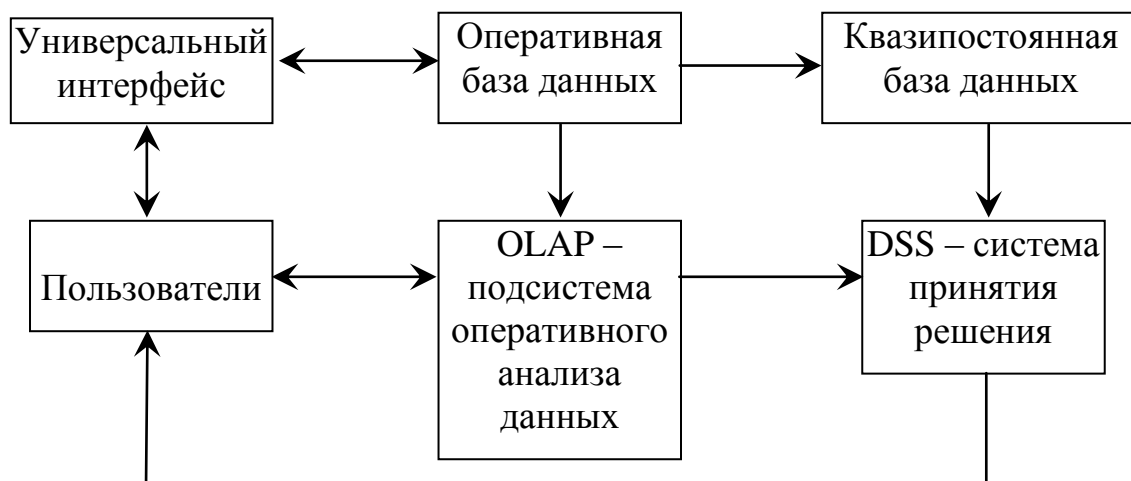 Универсальный
интерфейс
Оперативная
база данных
Квазипостоянная
база данных
Пользователи
OLAP –
подсистема
оперативного
анализа
данных
DSS – система
принятия
решения